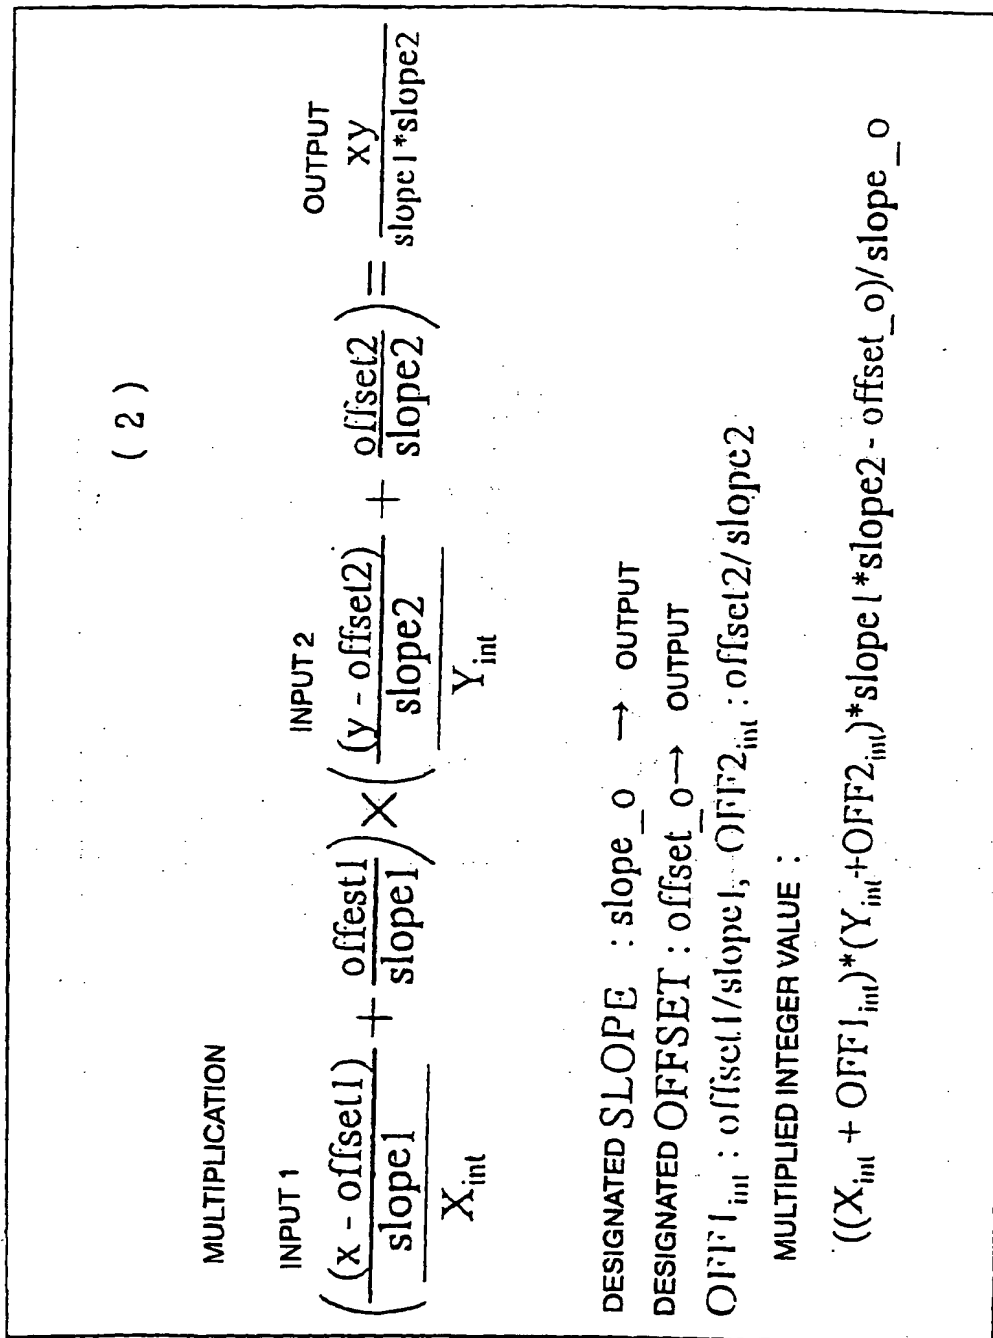 ( 2 )
MULTIPLICATION
INPUT 1 INPUT 2 OUTPUT
( (x - offset1) / slope1 + offest1 / slope1 ) × ( (y - offset2) / slope2 + offset2 / slope2 ) = xy / slope1*slope2
X_int Y_int
DESIGNATED SLOPE : slope_o → OUTPUT
DESIGNATED OFFSET : offset_o → OUTPUT
OFF1_int : offset1/slope1, OFF2_int : offset2/slope2
MULTIPLIED INTEGER VALUE :
((X_int + OFF1_int)*(Y_int+OFF2_int)*slope1*slope2 - offset_o)/slope_o